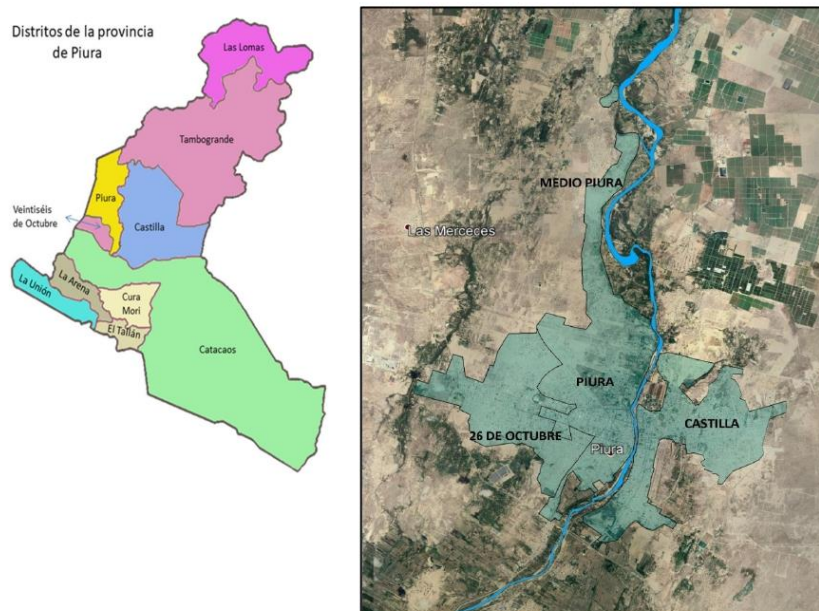 Distritos de la provincia
de Piura
Las Lomas
Tambogrande
Piura
Castilla
Veintiséis
de Octubre
La Unión
La Arena
Cura
Mori
El Tallán
Catacaos
MEDIO PIURA
Las Mercedes
PIURA
CASTILLA
26 DE OCTUBRE
Piura